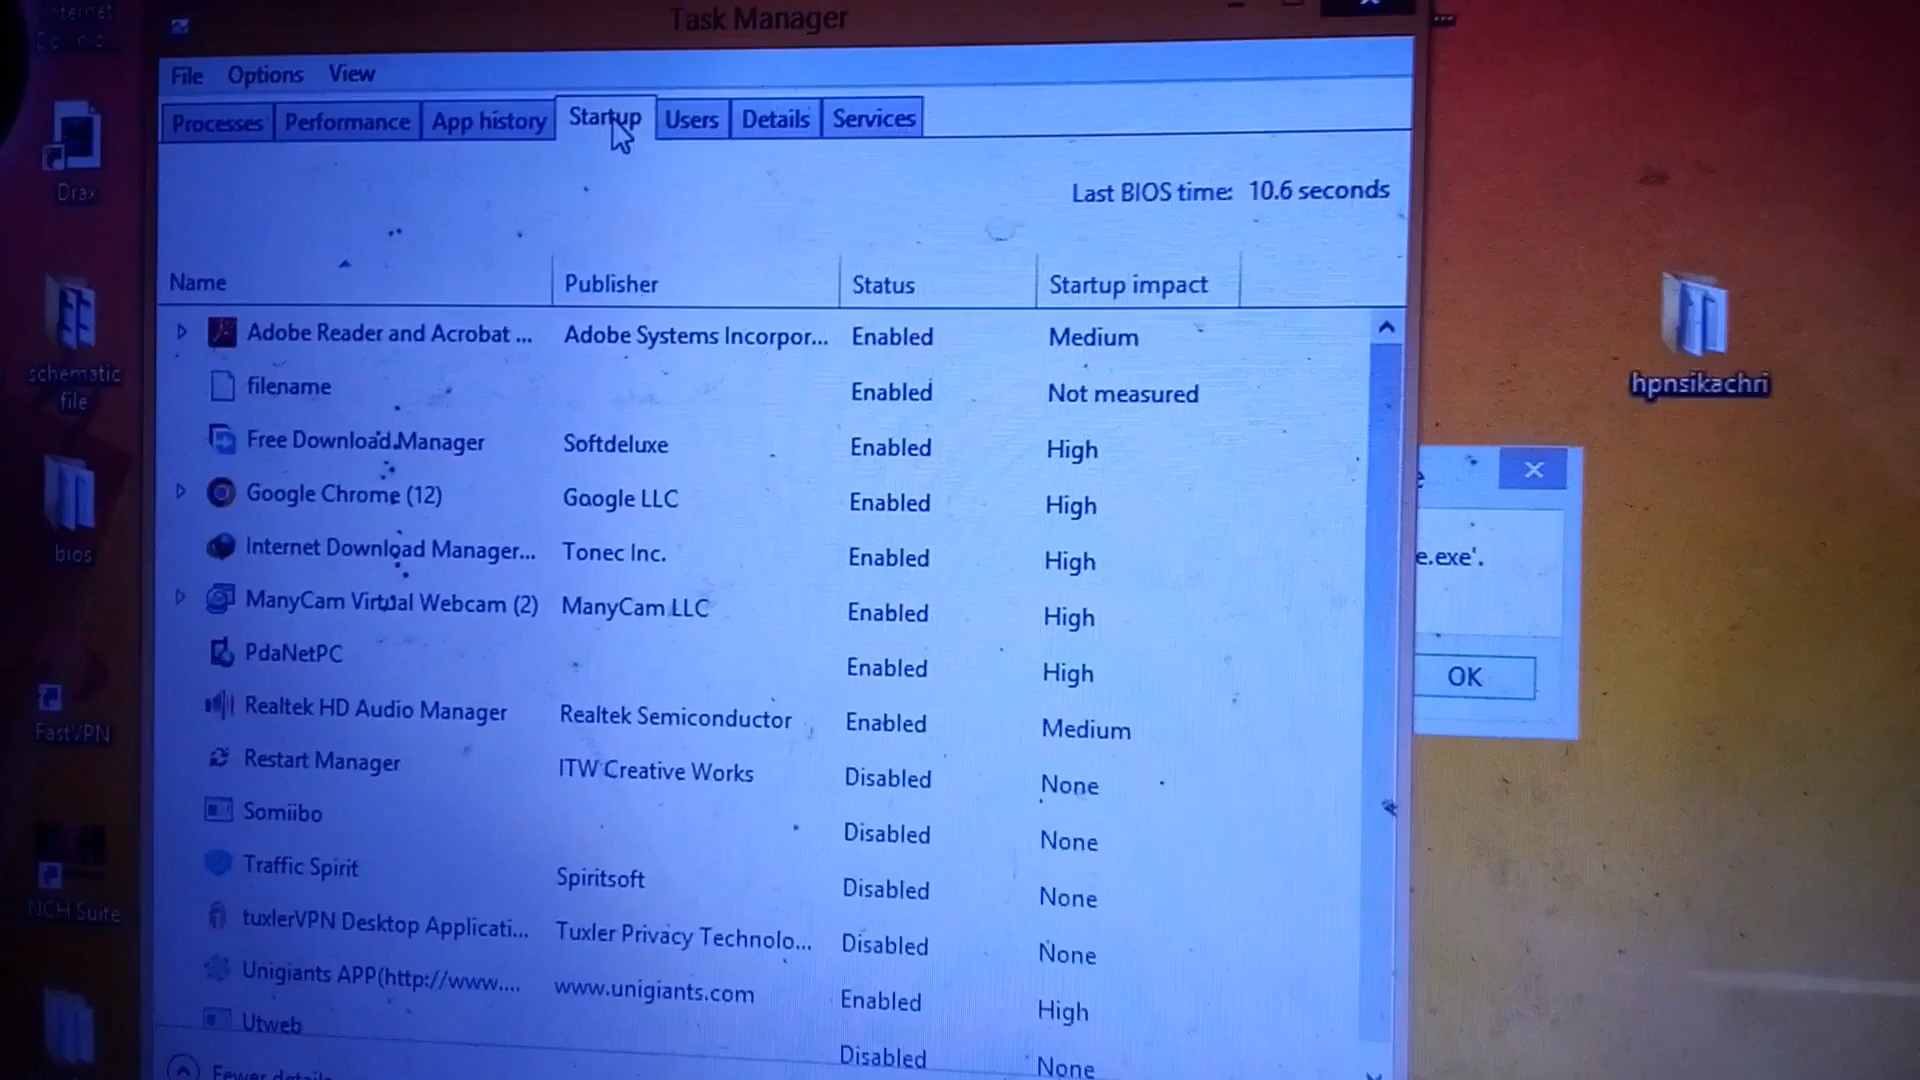 Task Manager
File Options View
Processes Performance App history Startup Users Details Services
Last BIOS time: 10.6 seconds
Name Publisher Status Startup impact
Adobe Reader and Acrobat ... Adobe Systems Incorpor... Enabled Medium
filename Enabled Not measured
Free Download Manager Softdeluxe Enabled High
Google Chrome (12) Google LLC Enabled High
Internet Download Manager... Tonec Inc. Enabled High
ManyCam Virtual Webcam (2) ManyCam LLC Enabled High
PdaNetPC Enabled High
Realtek HD Audio Manager Realtek Semiconductor Enabled Medium
Restart Manager ITW Creative Works Disabled None
Somiibo Disabled None
Traffic Spirit Spiritsoft Disabled None
tuxlerVPN Desktop Applicati... Tuxler Privacy Technolo... Disabled None
Unigiants APP(http://www.... www.unigiants.com Enabled High
Utweb Disabled None
Fewer details
Internet
Drax
schematic
file
bios
FastVPN
NCH Suite
hpnsikachri
e.exe'.
OK